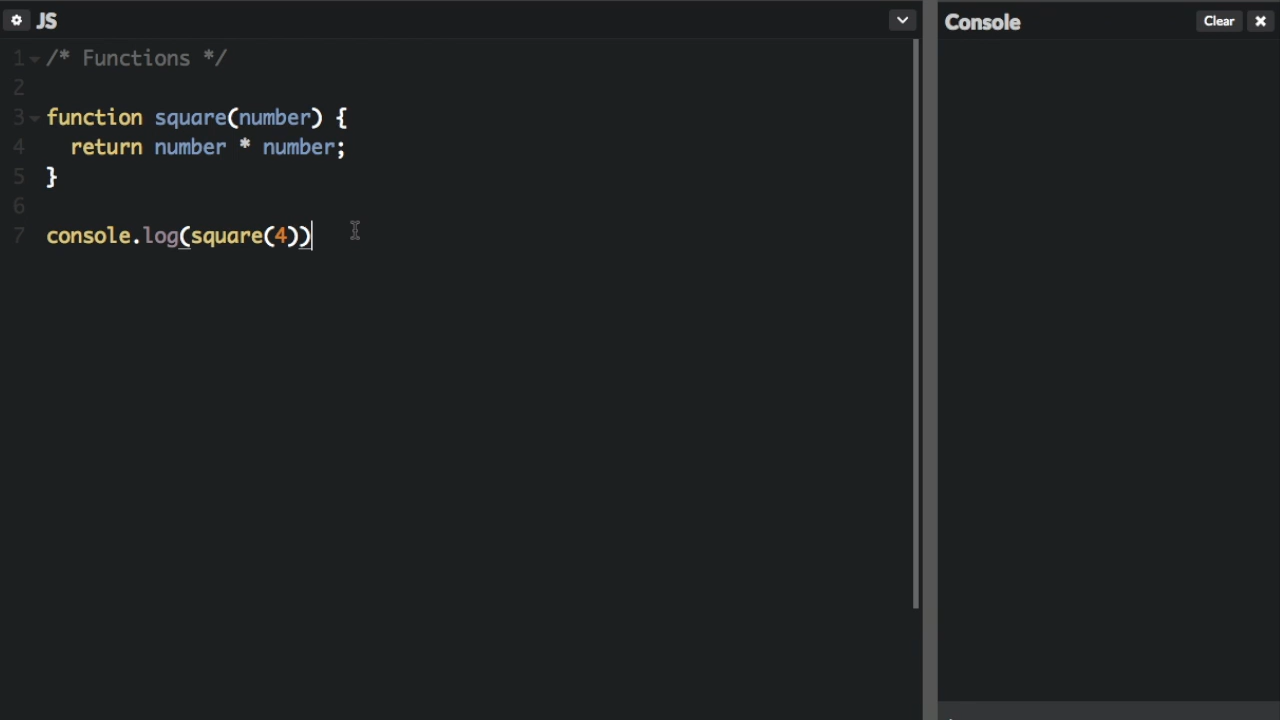 JS
1 /* Functions */
2
3 function square(number) {
4   return number * number;
5 }
6
7 console.log(square(4))
Console
Clear